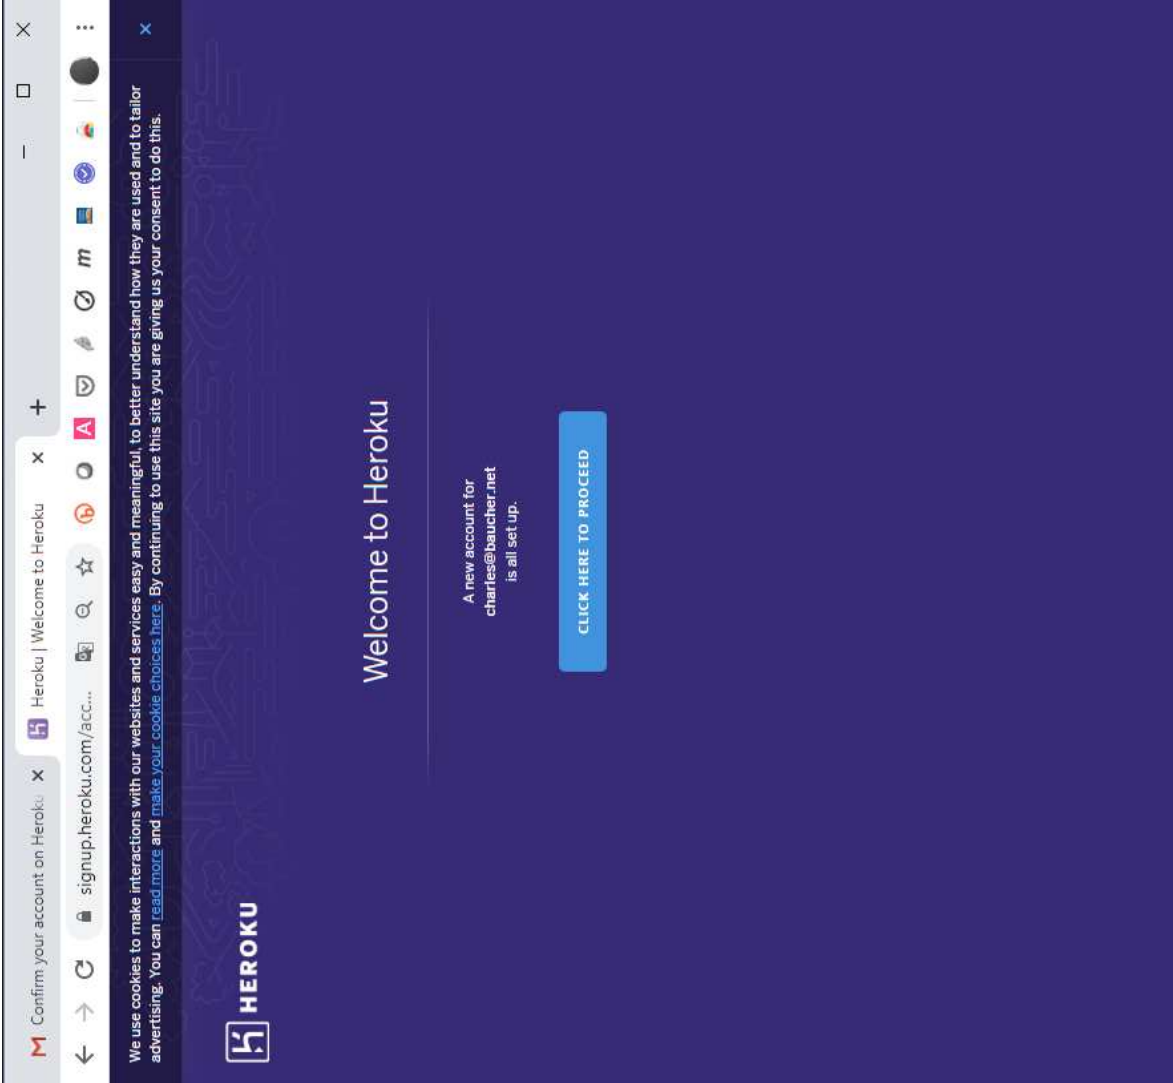 Confirm your account on Heroku
Heroku | Welcome to Heroku
signup.heroku.com/acc...
We use cookies to make interactions with our websites and services easy and meaningful, to better understand how they are used and to tailor
advertising. You can read more and make your cookie choices here. By continuing to use this site you are giving us your consent to do this.
HEROKU
Welcome to Heroku
A new account for
charles@baucher.net
is all set up.
CLICK HERE TO PROCEED